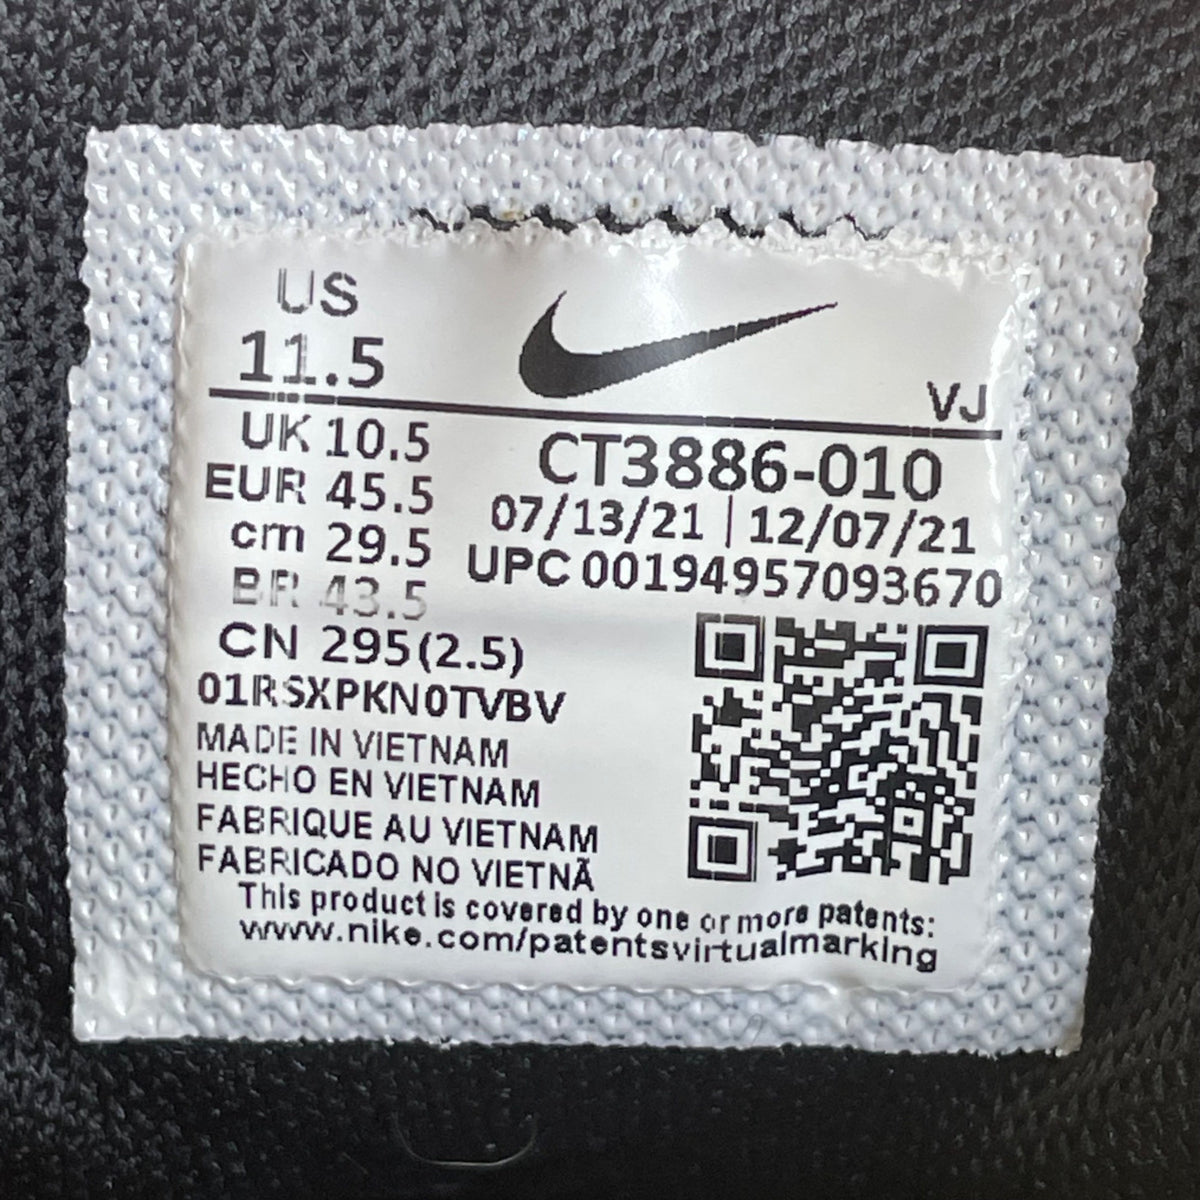 US
11.5
VJ
UK 10.5
EUR 45.5
cm 29.5
BR 43.5
CN 295(2.5)
CT3886-010
07/13/21 | 12/07/21
UPC 00194957093670
01RSXPKN0TVBV
MADE IN VIETNAM
HECHO EN VIETNAM
FABRIQUE AU VIETNAM
FABRICADO NO VIETNÃ
This product is covered by one or more patents:
www.nike.com/patentsvirtualmarking